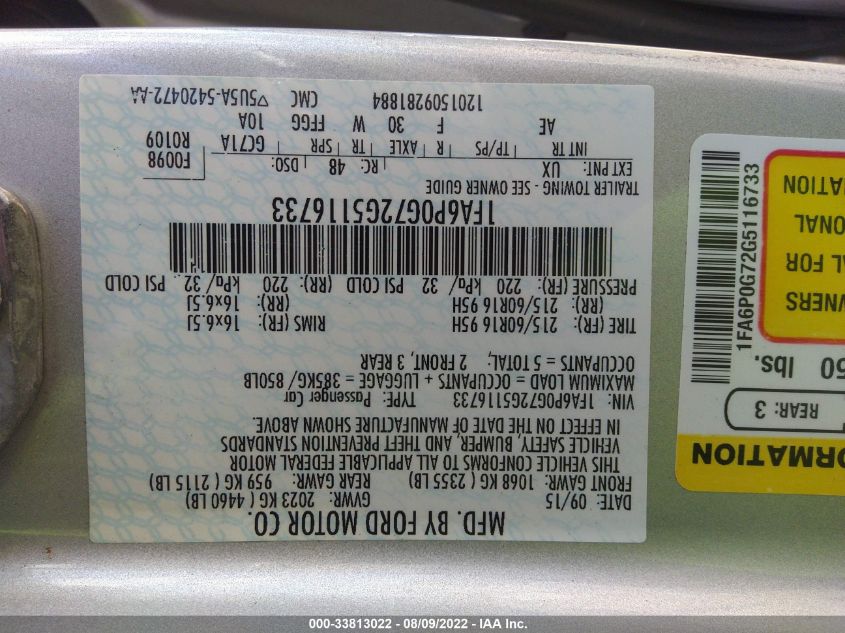 MFD. BY FORD MOTOR CO.
DATE: 09/15 GVWR: 2023 KG ( 4460 LB)
FRONT GAWR: 1068 KG ( 2355 LB) REAR GAWR: 959 KG ( 2115 LB)
THIS VEHICLE CONFORMS TO ALL APPLICABLE FEDERAL MOTOR
VEHICLE SAFETY, BUMPER, AND THEFT PREVENTION STANDARDS
IN EFFECT ON THE DATE OF MANUFACTURE SHOWN ABOVE.
VIN: 1FA6P0G72G5116733 TYPE: Passenger Car
MAXIMUM LOAD = OCCUPANTS + LUGGAGE = 385KG/ 850LB
OCCUPANTS = 5 TOTAL: 2 FRONT, 3 REAR
TIRE (FR): 215/60R16 95H RIMS (FR): 16x6.5J
(RR): 215/60R16 95H (RR): 16x6.5J
PRESSURE (FR): 220 kPa/ 32 PSI COLD (RR): 220 kPa/ 32 PSI COLD
1FA6P0G72G5116733
TRAILER TOWING - SEE OWNER GUIDE
EXT PNT: UX RC: 48 DSO: F0098
INT TR TP/PS R AXLE TR SPR GC71A R0109
AE F 30 W FFGG 10A
1201509281884 CMC ▽5U5A-5420472-AA
ORMATION
REAR: 3
50 lbs.
WNERS
AL FOR
ONAL
MATION
1FA6P0G72G5116733
000-33813022 - 08/09/2022 - IAA Inc.